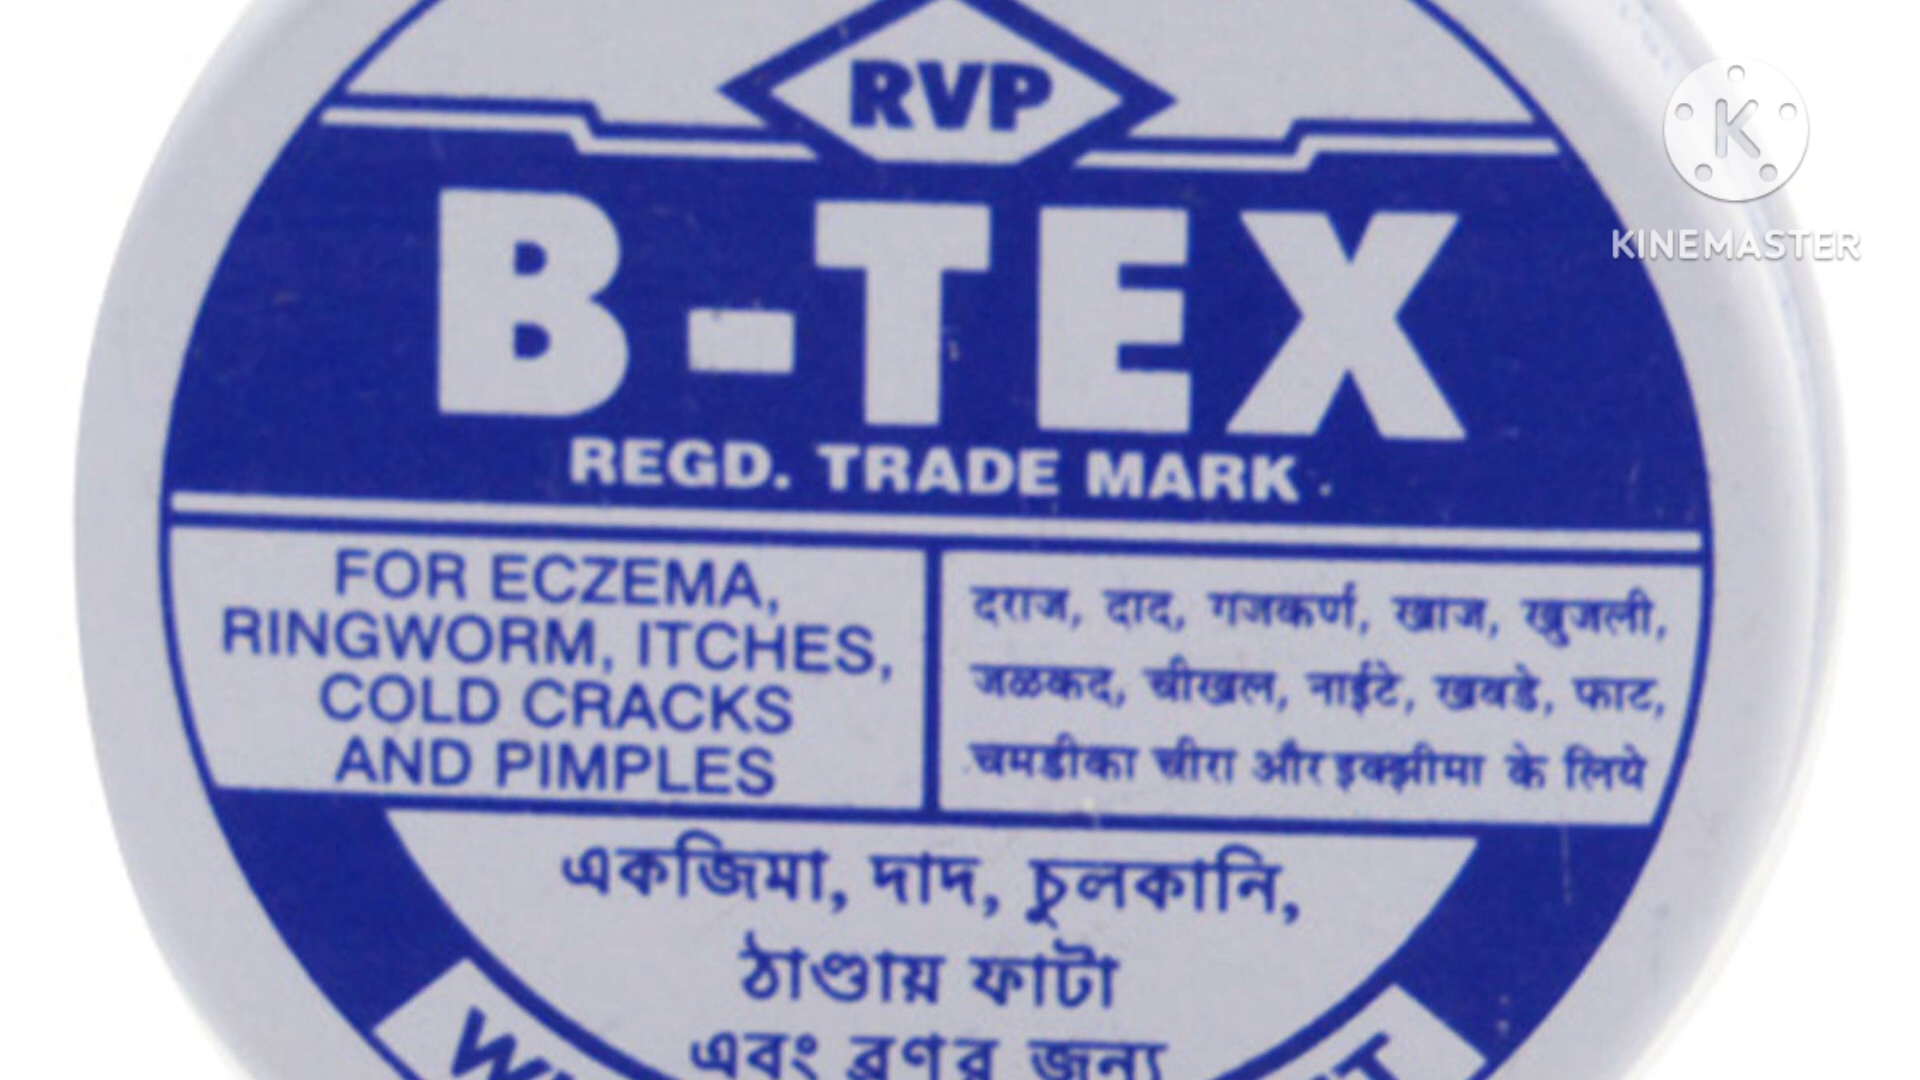 RVP
B-TEX
REGD. TRADE MARK
FOR ECZEMA,
RINGWORM, ITCHES,
COLD CRACKS
AND PIMPLES
दराज, दाद, गजकर्ण, खाज, खुजली,
जळकद, चीखल, नाईटे, खवडे, फाट,
चमडीका चीरा और इक्झीमा के लिये
একজিমা, দাদ, চুলকানি,
ঠাণ্ডায় ফাটা
এবং ব্রণর জন্য
KINEMASTER